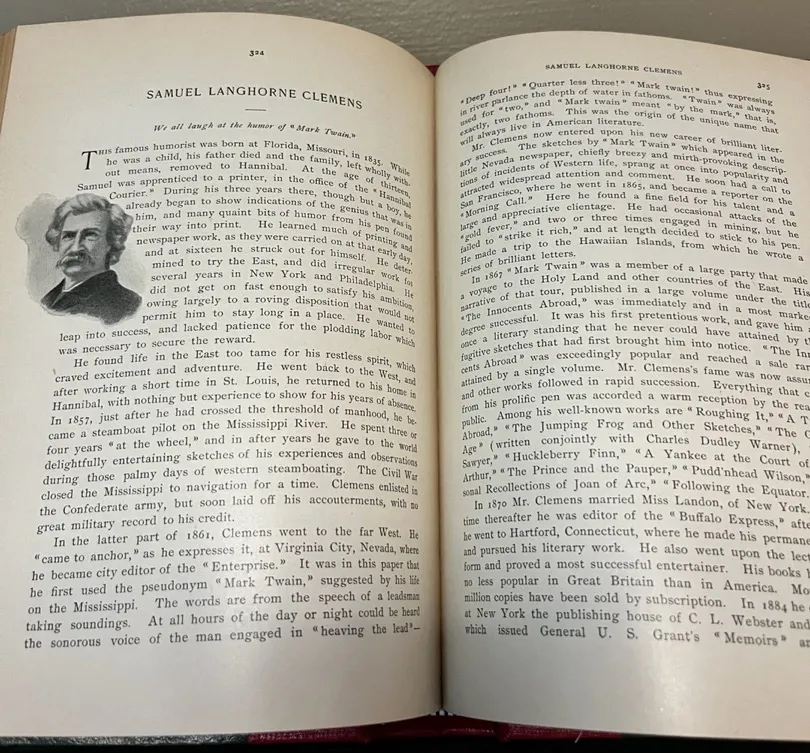 324
SAMUEL LANGHORNE CLEMENS
We all laugh at the humor of "Mark Twain."
THIS famous humorist was born at Florida, Missouri, in 1835. While
he was a child, his father died and the family, left wholly with-
out means, removed to Hannibal. At the age of thirteen,
Samuel was apprenticed to a printer, in the office of the "Hannibal
Courier." During his three years there, though but a boy, he
already began to show indications of the genius that was in
him, and many quaint bits of humor from his pen found
their way into print. He learned much of printing and
newspaper work, as they were carried on at that early day,
and at sixteen he struck out for himself. He deter-
mined to try the East, and did irregular work for
several years in New York and Philadelphia. He
did not get on fast enough to satisfy his ambition,
owing largely to a roving disposition that would not
permit him to stay long in a place. He wanted to
leap into success, and lacked patience for the plodding labor which
was necessary to secure the reward.
He found life in the East too tame for his restless spirit, which
craved excitement and adventure. He went back to the West, and
after working a short time in St. Louis, he returned to his home in
Hannibal, with nothing but experience to show for his years of absence.
In 1857, just after he had crossed the threshold of manhood, he be-
came a steamboat pilot on the Mississippi River. He spent three or
four years "at the wheel," and in after years he gave to the world
delightfully entertaining sketches of his experiences and observations
during those palmy days of western steamboating. The Civil War
closed the Mississippi to navigation for a time. Clemens enlisted in
the Confederate army, but soon laid off his accouterments, with no
great military record to his credit.
In the latter part of 1861, Clemens went to the far West. He
"came to anchor," as he expresses it, at Virginia City, Nevada, where
he became city editor of the "Enterprise." It was in this paper that
he first used the pseudonym "Mark Twain," suggested by his life
on the Mississippi. The words are from the speech of a leadsman
taking soundings. At all hours of the day or night could be heard
the sonorous voice of the man engaged in "heaving the lead"—
SAMUEL LANGHORNE CLEMENS
325
"Deep four!" "Quarter less three!" "Mark twain!" thus expressing
in river parlance the depth of water in fathoms. "Twain" was always
used for "two," and "Mark twain" meant "by the mark," that is,
exactly, two fathoms. This was the origin of the unique name that
will always live in American literature.
Mr. Clemens now entered upon his new career of brilliant liter-
ary success. The sketches by "Mark Twain" which appeared in the
little Nevada newspaper, chiefly breezy and mirth-provoking descrip-
tions of incidents of Western life, sprang at once into popularity and
attracted widespread attention and comment. He soon had a call to
San Francisco, where he went in 1865, and became a reporter on the
"Morning Call." Here he found a fine field for his talent and a
large and appreciative clientage. He had occasional attacks of the
"gold fever," and two or three times engaged in mining, but he
failed to "strike it rich," and at length decided to stick to his pen.
He made a trip to the Hawaiian Islands, from which he wrote a
series of brilliant letters.
In 1867 "Mark Twain" was a member of a large party that made
a voyage to the Holy Land and other countries of the East. His
narrative of that tour, published in a large volume under the title
"The Innocents Abroad," was immediately and in a most marke
degree successful. It was his first pretentious work, and gave him a
once a literary standing that he never could have attained by t
fugitive sketches that had first brought him into notice. "The Inn
cents Abroad" was exceedingly popular and reached a sale rar
attained by a single volume. Mr. Clemens's fame was now assur
and other works followed in rapid succession. Everything that c
from his prolific pen was accorded a warm reception by the rea
public. Among his well-known works are "Roughing It," "A T
Abroad," "The Jumping Frog and Other Sketches," "The G
Age" (written conjointly with Charles Dudley Warner),
Sawyer," "Huckleberry Finn," "A Yankee at the Court of
Arthur," "The Prince and the Pauper," "Pudd'nhead Wilson,"
sonal Recollections of Joan of Arc," "Following the Equator.
In 1870 Mr. Clemens married Miss Landon, of New York.
time thereafter he was editor of the "Buffalo Express," afte
he went to Hartford, Connecticut, where he made his permane
and pursued his literary work. He also went upon the lect
form and proved a most successful entertainer. His books h
no less popular in Great Britain than in America. Mo
million copies have been sold by subscription. In 1884 he e
at New York the publishing house of C. L. Webster and
which issued General U. S. Grant's "Memoirs" an